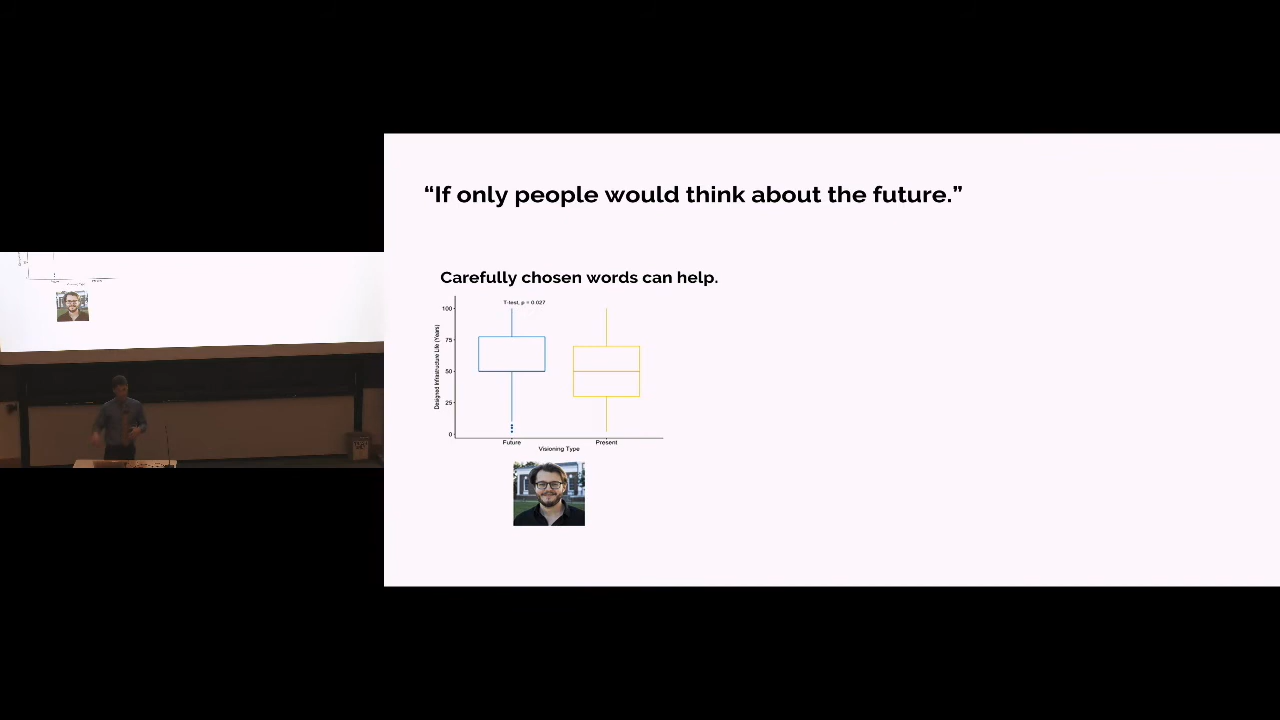 “If only people would think about the future.”
Carefully chosen words can help.
T-test, p = 0.027
100
75
50
25
0
Designed Infrastructure Life (Years)
Future
Present
Visioning Type